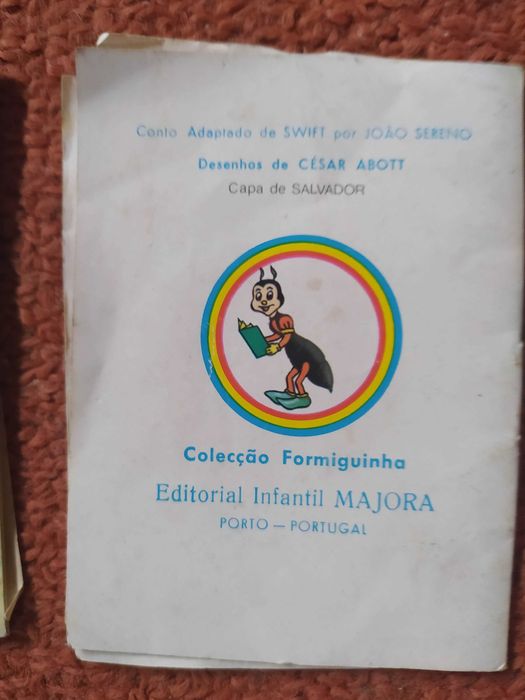 Conto Adaptado de SWIFT por JOÃO SERENO
Desenhos de CÉSAR ABOTT
Capa de SALVADOR
Colecção Formiguinha
Editorial Infantil MAJORA
PORTO — PORTUGAL